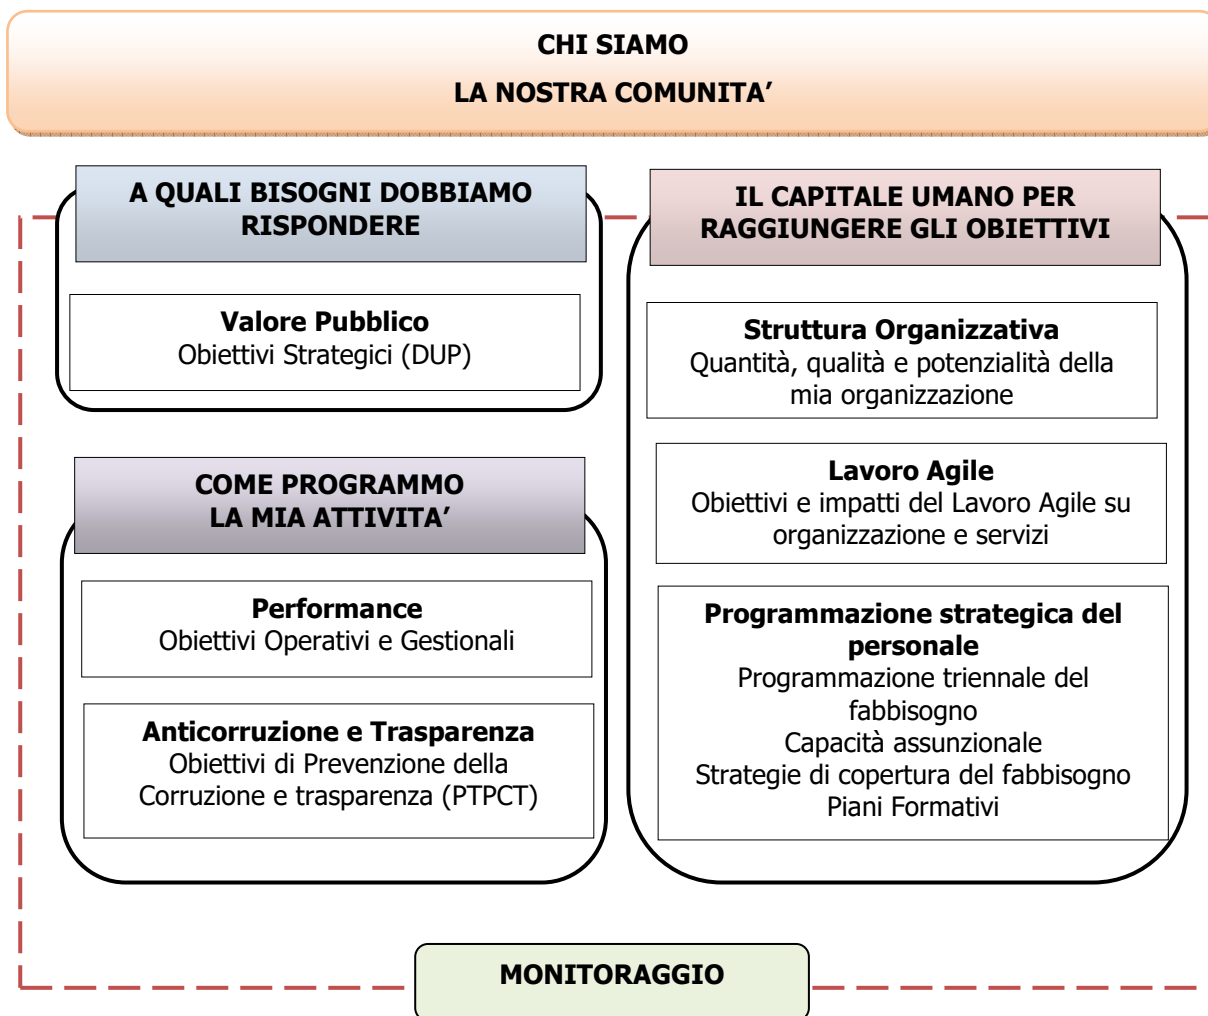 CHI SIAMO
LA NOSTRA COMUNITA’
A QUALI BISOGNI DOBBIAMO
RISPONDERE
Valore Pubblico
Obiettivi Strategici (DUP)
COME PROGRAMMO
LA MIA ATTIVITA’
Performance
Obiettivi Operativi e Gestionali
Anticorruzione e Trasparenza
Obiettivi di Prevenzione della
Corruzione e trasparenza (PTPCT)
IL CAPITALE UMANO PER
RAGGIUNGERE GLI OBIETTIVI
Struttura Organizzativa
Quantità, qualità e potenzialità della
mia organizzazione
Lavoro Agile
Obiettivi e impatti del Lavoro Agile su
organizzazione e servizi
Programmazione strategica del
personale
Programmazione triennale del
fabbisogno
Capacità assunzionale
Strategie di copertura del fabbisogno
Piani Formativi
MONITORAGGIO